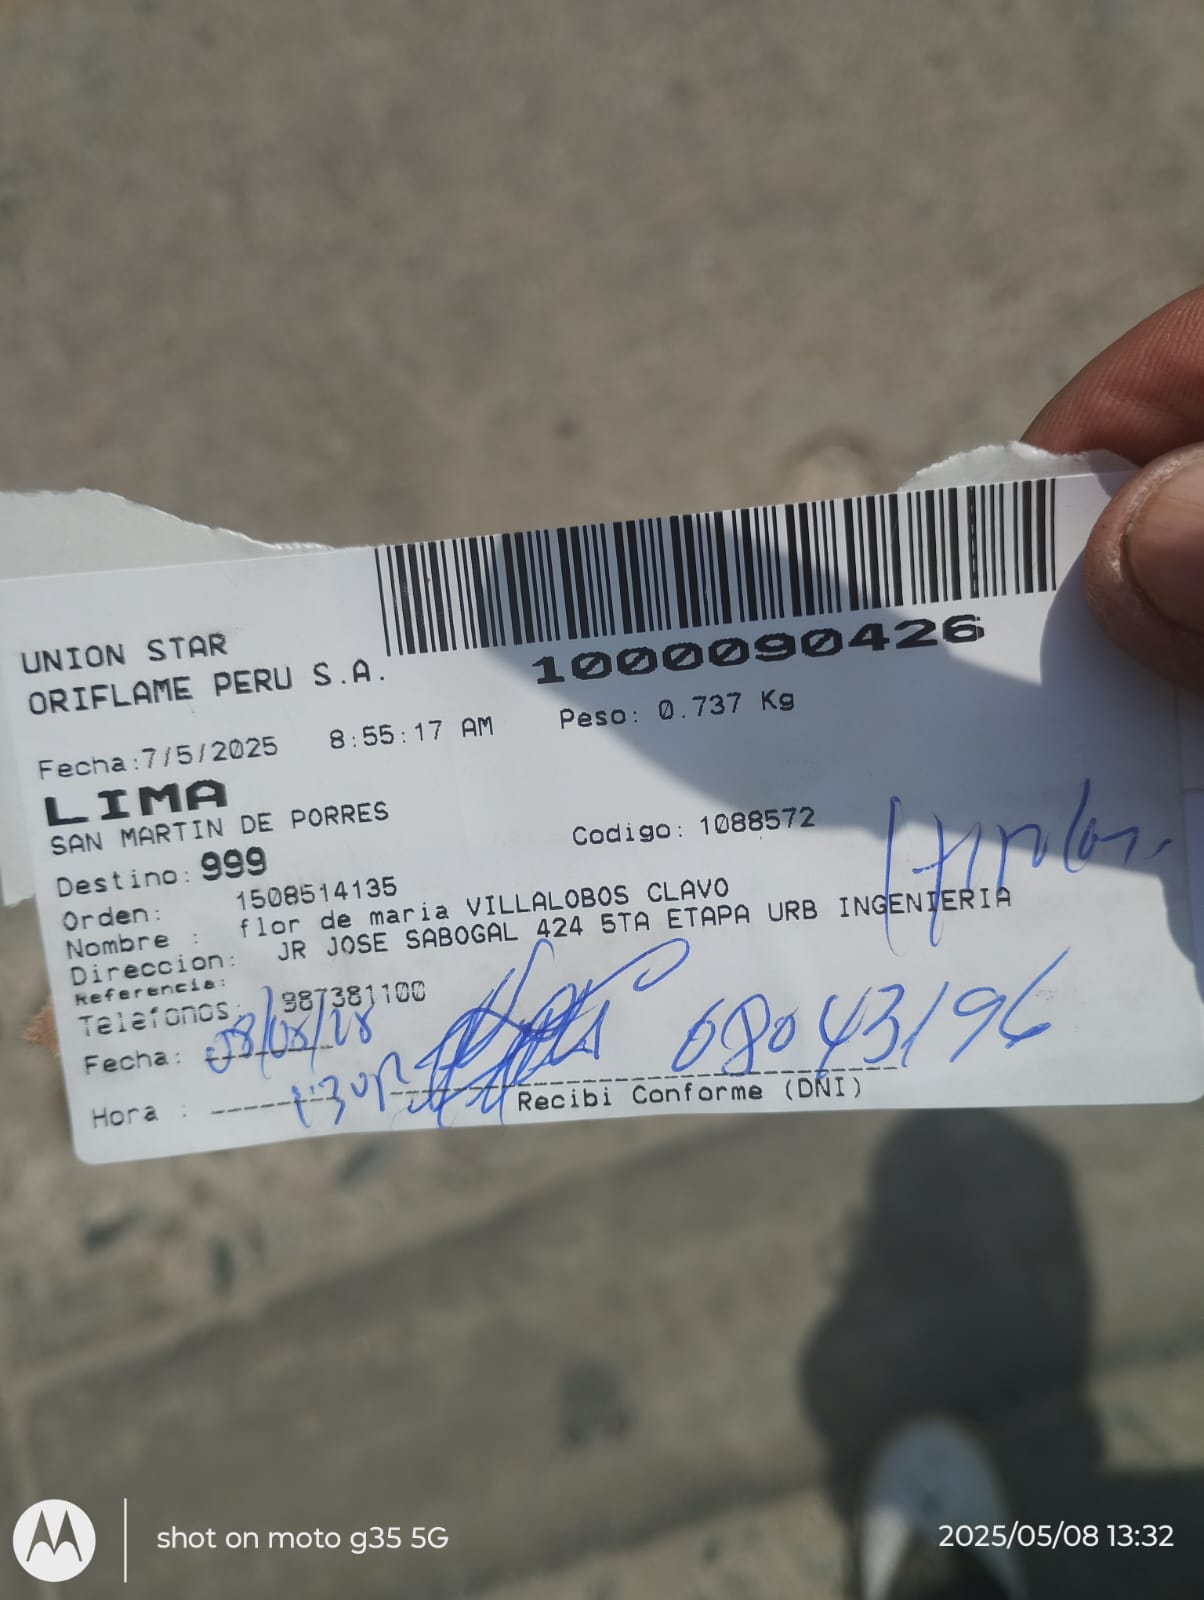 UNION STAR
ORIFLAME PERU S.A.
1000090426
Fecha:7/5/2025 8:55:17 AM Peso: 0.737 Kg
LIMA
SAN MARTIN DE PORRES
Destino: 999 Codigo: 1088572
Orden: 1508514135
Nombre : flor de maria VILLALOBOS CLAVO
Direccion: JR JOSE SABOGAL 424 5TA ETAPA URB INGENIERIA
Referencia:
Telefonos: 987381100
Fecha:
68043196
Hora :
Recibi Conforme (DNI)
shot on moto g35 5G
2025/05/08 13:32